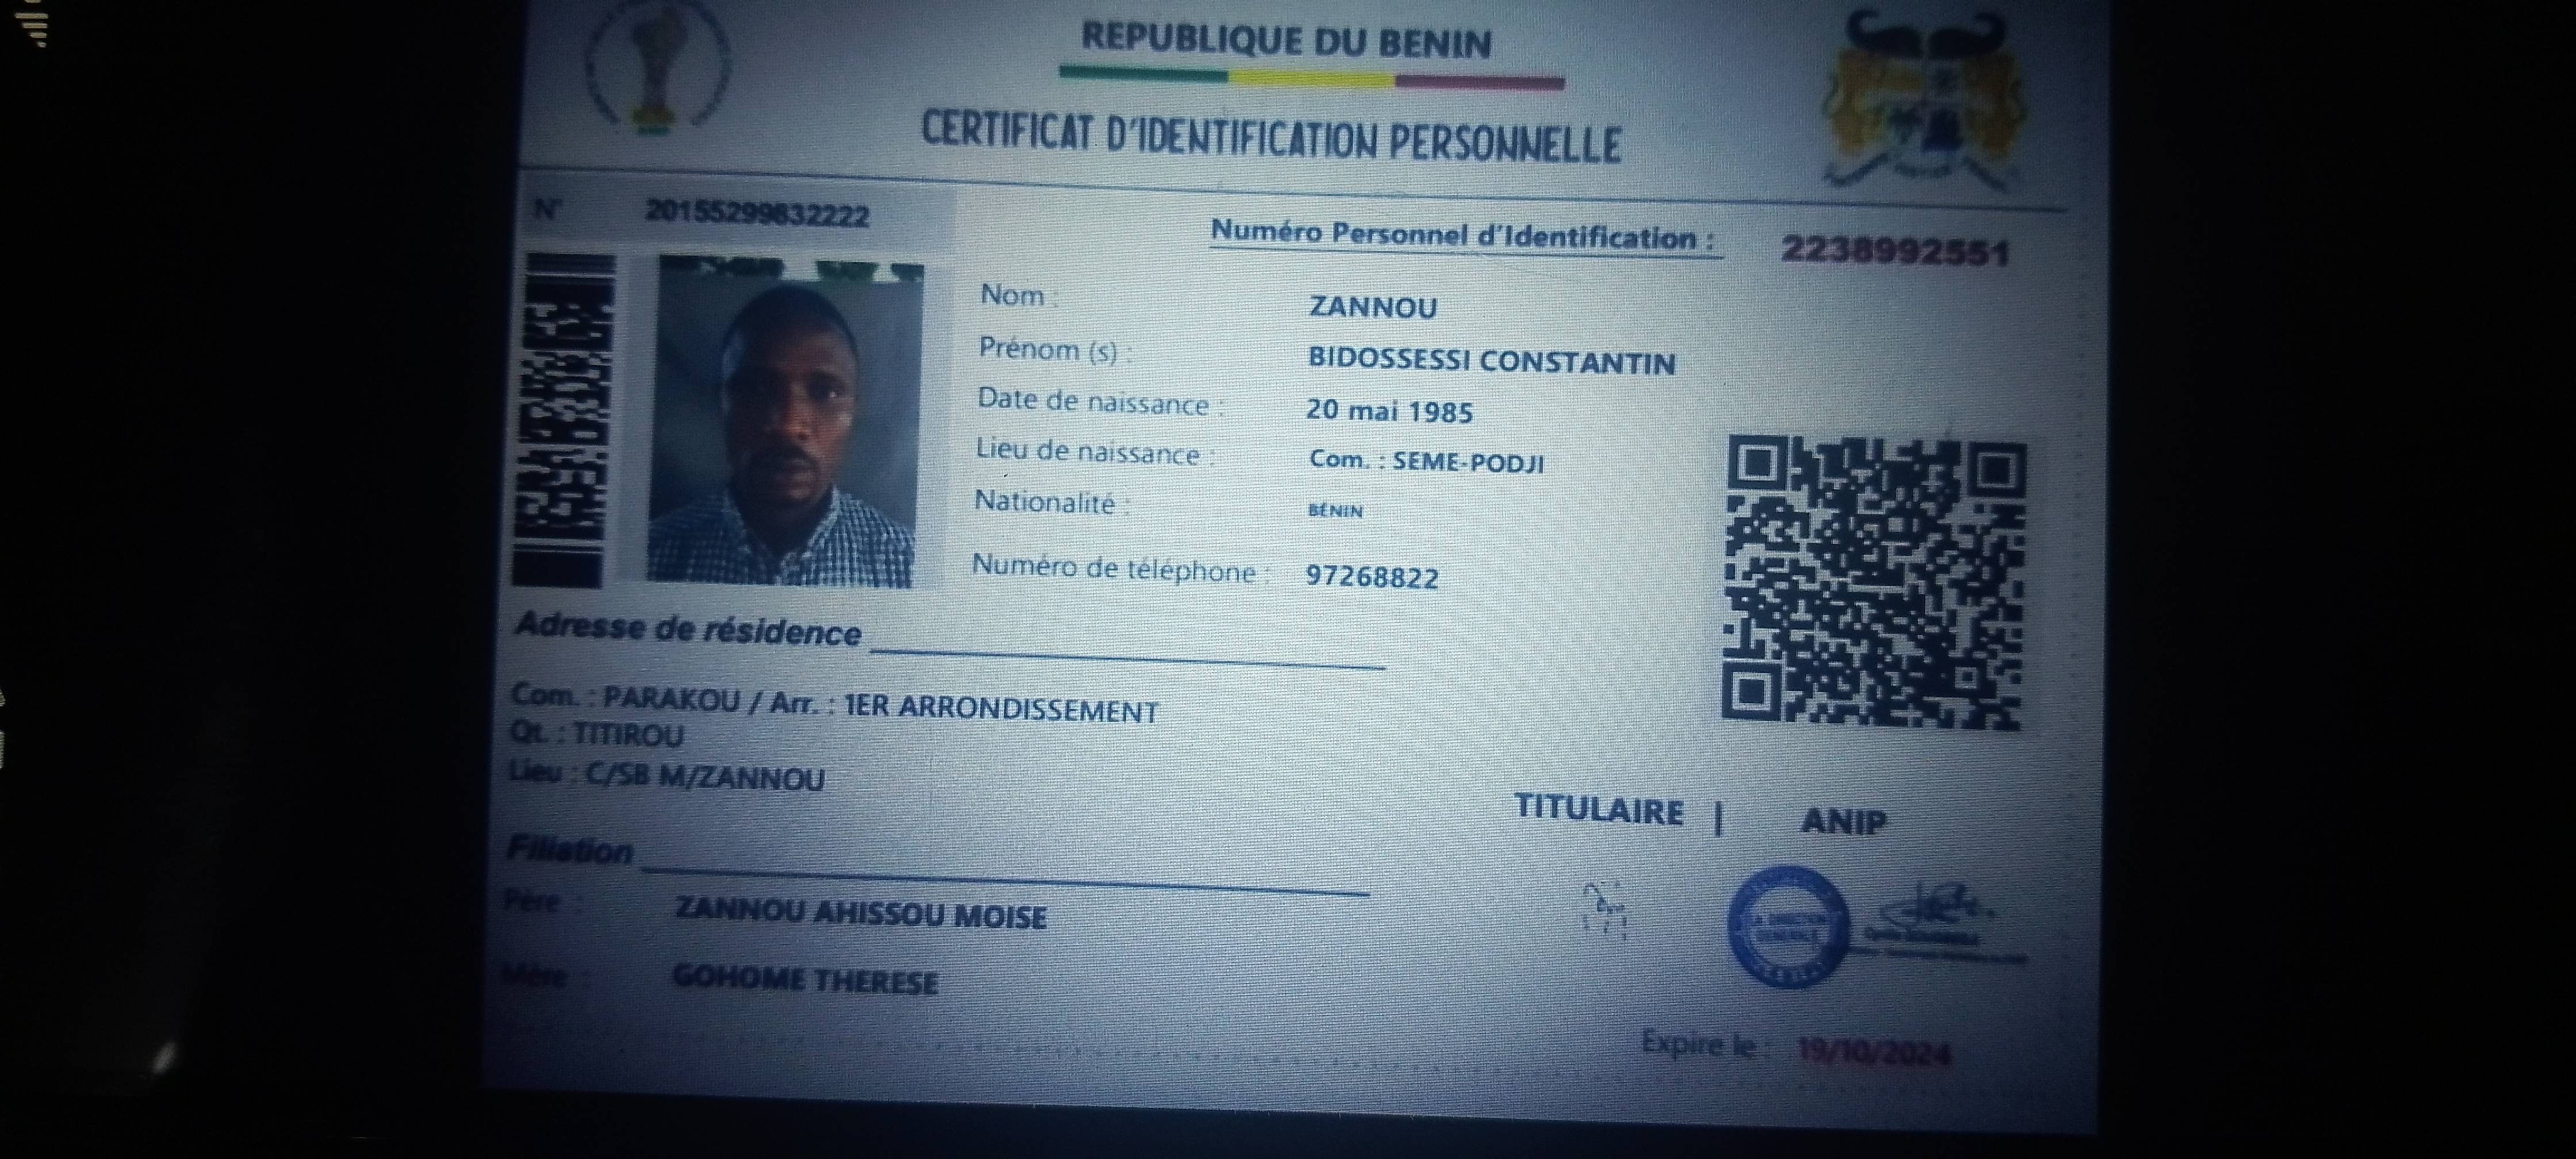 REPUBLIQUE DU BENIN
CERTIFICAT D'IDENTIFICATION PERSONNELLE
N° 20155299832222
Numéro Personnel d'Identification : 2238992551
Nom : ZANNOU
Prénom (s) : BIDOSSESSI CONSTANTIN
Date de naissance : 20 mai 1985
Lieu de naissance : Com. : SEME-PODJI
Nationalité : BÉNIN
Numéro de téléphone : 97268822
Adresse de résidence
Com. : PARAKOU / Arr. : 1ER ARRONDISSEMENT
Qt. : TITIROU
Lieu : C/SB M/ZANNOU
TITULAIRE | ANIP
Filiation
Père : ZANNOU AHISSOU MOISE
LA DIRECTION GENERALE
Mère : GOHOME THERESE
Expire le : 19/10/2024